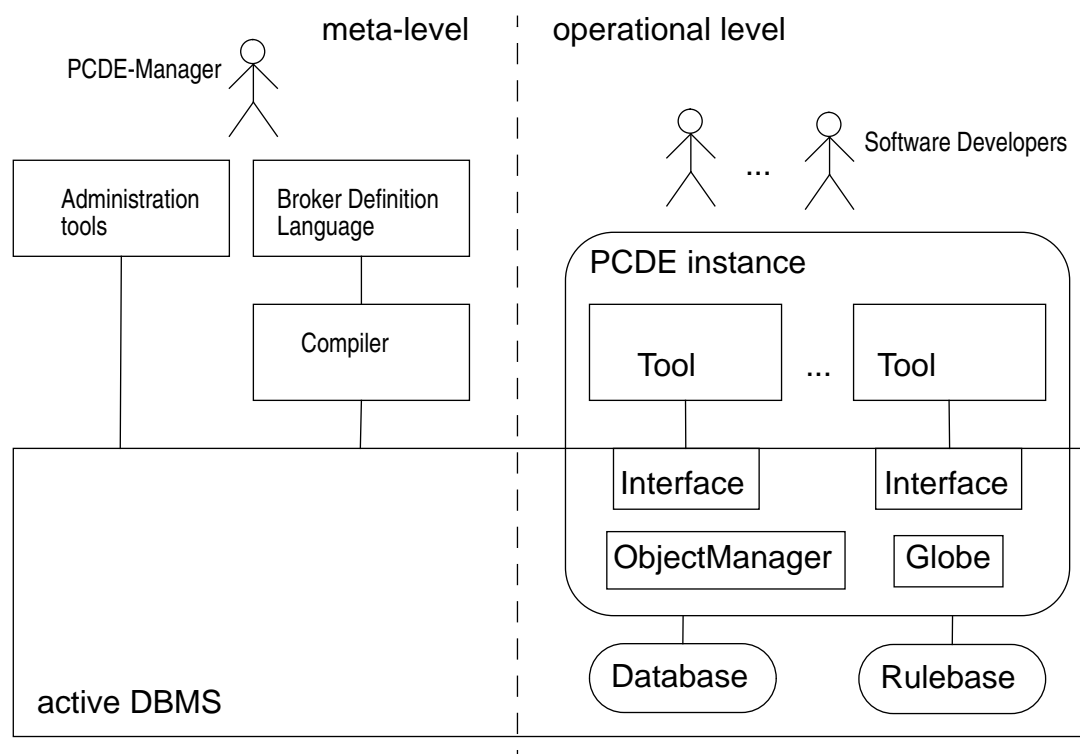 meta-level
operational level
PCDE-Manager
Software Developers
...
Administration
tools
Broker Definition
Language
PCDE instance
Compiler
Tool
...
Tool
Interface
Interface
ObjectManager
Globe
Database
Rulebase
active DBMS